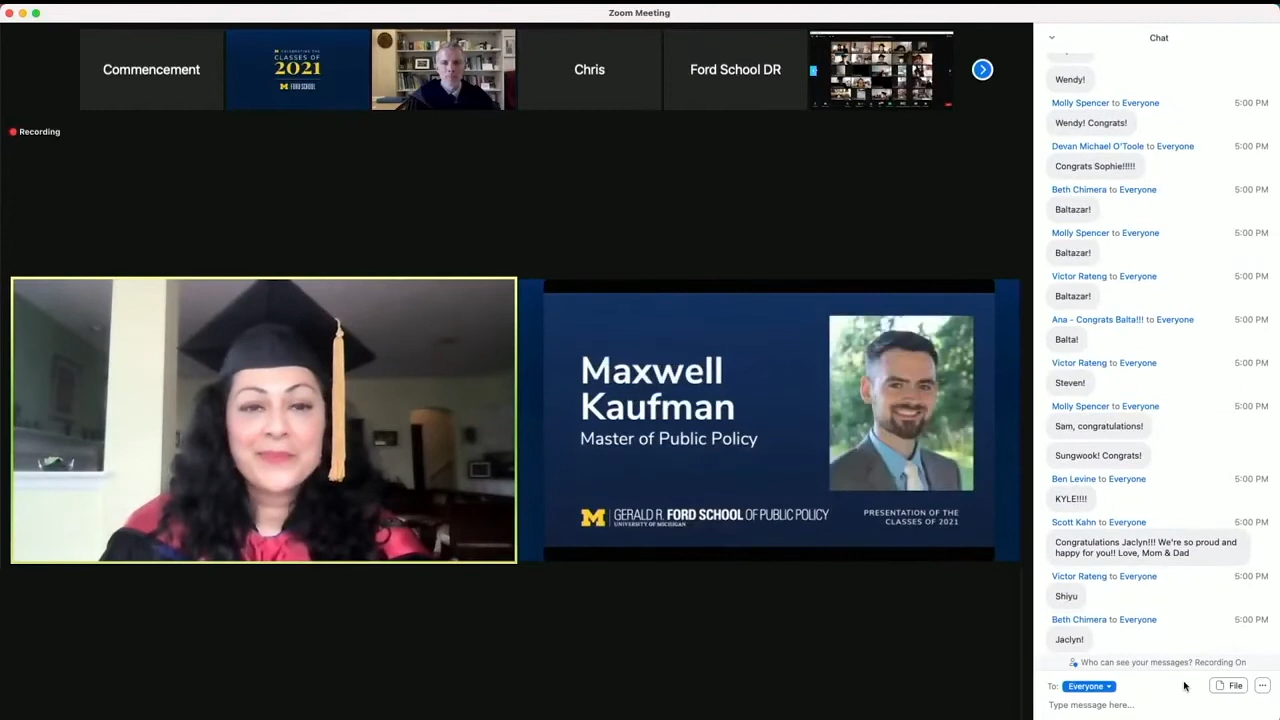 Zoom Meeting
Commencement
CELEBRATING THE
CLASSES OF
2021
M FORD SCHOOL
Chris
Ford School DR
Recording
Maxwell
Kaufman
Master of Public Policy
M GERALD R. FORD SCHOOL OF PUBLIC POLICY
UNIVERSITY OF MICHIGAN
PRESENTATION OF THE
CLASSES OF 2021
Chat
Wendy!
Molly Spencer to Everyone 5:00 PM
Wendy! Congrats!
Devan Michael O'Toole to Everyone 5:00 PM
Congrats Sophie!!!!!
Beth Chimera to Everyone 5:00 PM
Baltazar!
Molly Spencer to Everyone 5:00 PM
Baltazar!
Victor Rateng to Everyone 5:00 PM
Baltazar!
Ana - Congrats Balta!!! to Everyone 5:00 PM
Balta!
Victor Rateng to Everyone 5:00 PM
Steven!
Molly Spencer to Everyone 5:00 PM
Sam, congratulations!
Sungwook! Congrats!
Ben Levine to Everyone 5:00 PM
KYLE!!!!
Scott Kahn to Everyone 5:00 PM
Congratulations Jaclyn!!! We're so proud and
happy for you!! Love, Mom & Dad
Victor Rateng to Everyone 5:00 PM
Shiyu
Beth Chimera to Everyone 5:00 PM
Jaclyn!
Who can see your messages? Recording On
To: Everyone File
Type message here...